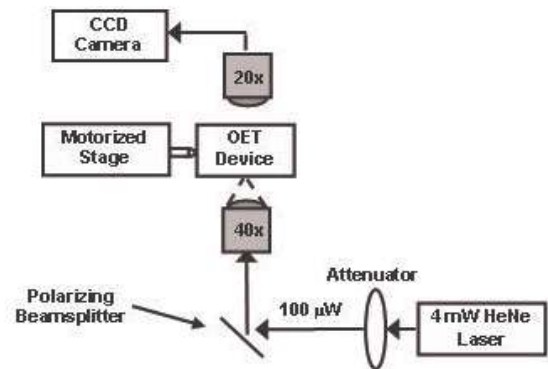 CCD
Camera
20x
Motorized
Stage
OET
Device
40x
Attenuator
Polarizing
Beamsplitter
100 µW
4 mW HeNe
Laser